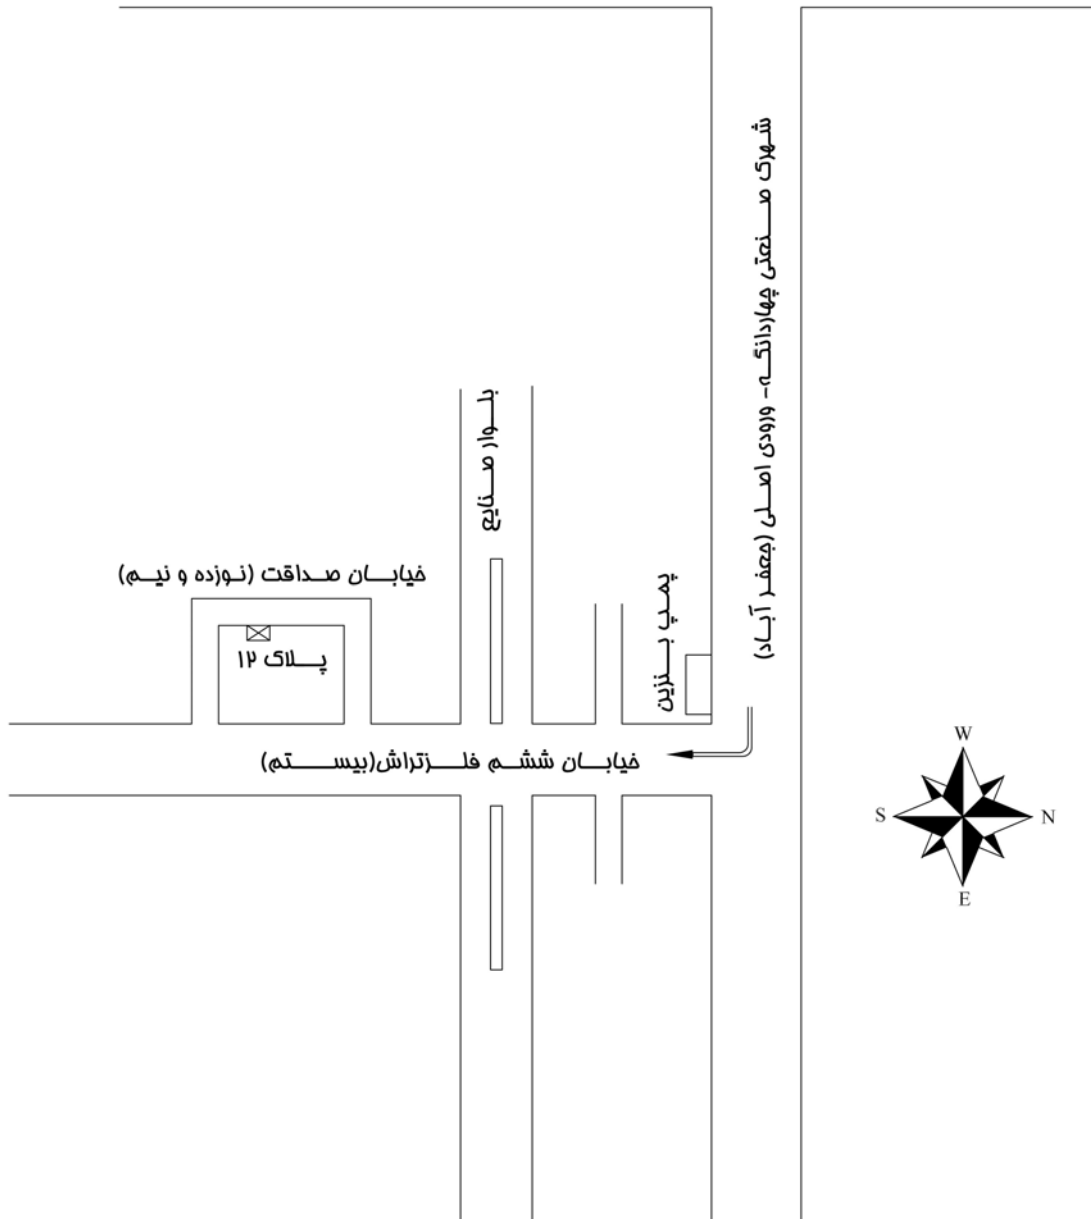 شهرک صنعتی چهاردانگه- ورودی اصلی (جعفر آباد)
بلوار صنایع
خیابان صداقت (نوزده و نیم)
پمپ بنزین
پلاک ۱۲
خیابان ششم فلزتراش(بیستم)
W
S
N
E